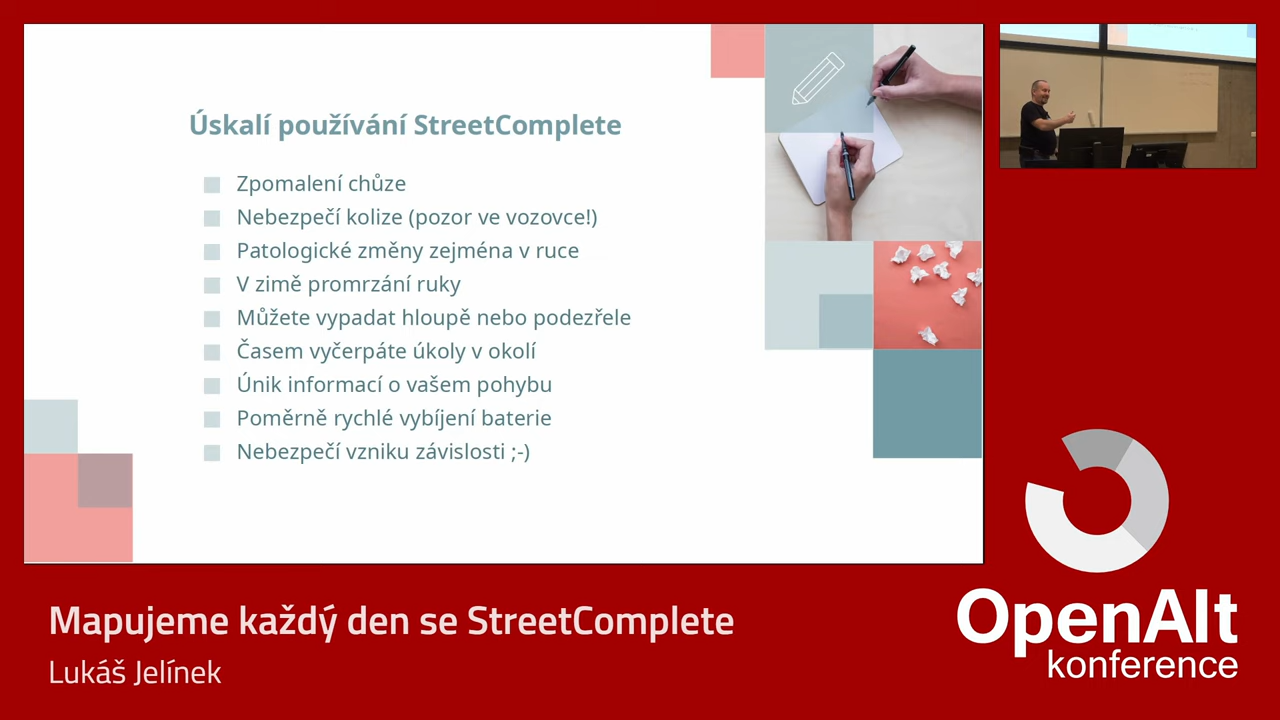 Úskalí používání StreetComplete
Zpomalení chůze
Nebezpečí kolize (pozor ve vozovce!)
Patologické změny zejména v ruce
V zimě promrzání ruky
Můžete vypadat hloupě nebo podezřele
Časem vyčerpáte úkoly v okolí
Únik informací o vašem pohybu
Poměrně rychlé vybíjení baterie
Nebezpečí vzniku závislosti ;-)
Mapujeme každý den se StreetComplete
Lukáš Jelínek
OpenAlt
konference